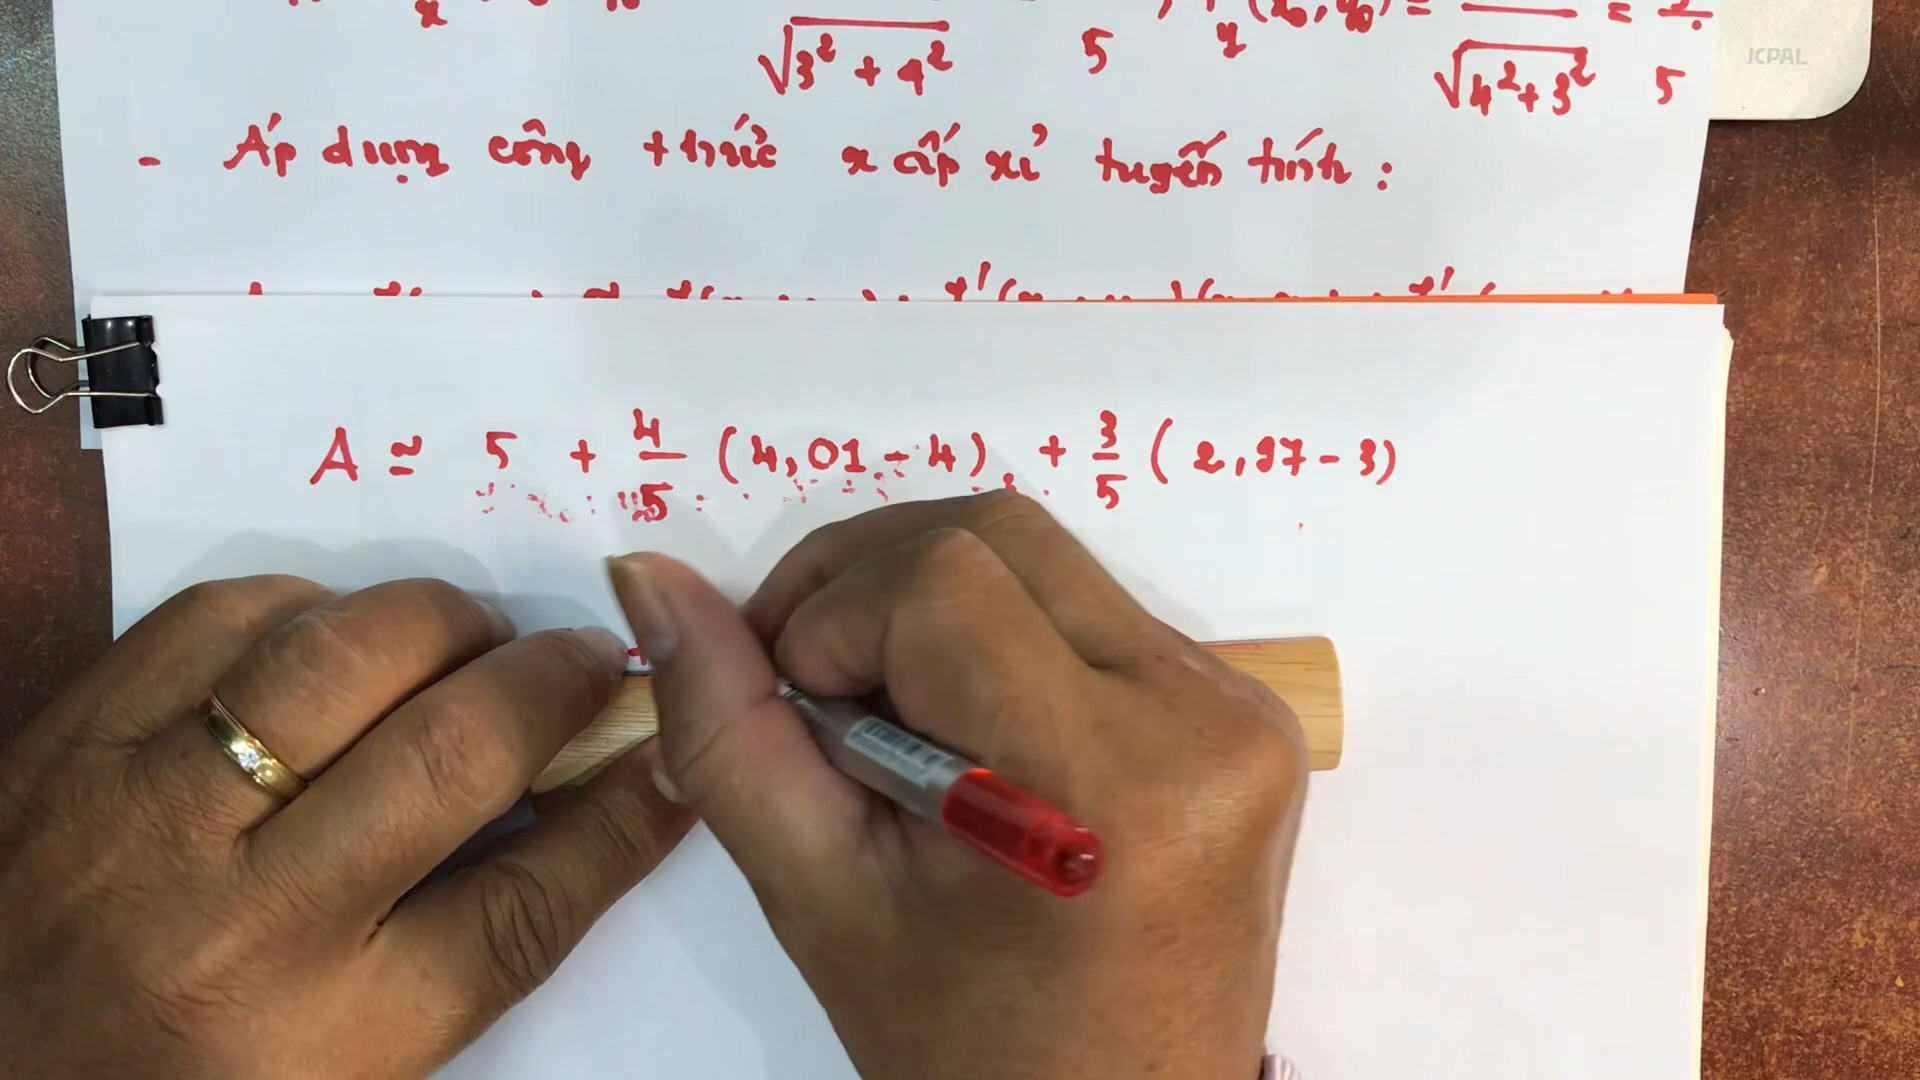 √3² + 4² 5 √4² + 3² 5
JCPAL
- Áp dụng công thức xấp xỉ tuyến tính :
A ≅ 5 + 4/5 (4,01 - 4) + 3/5 (2,97 - 3)